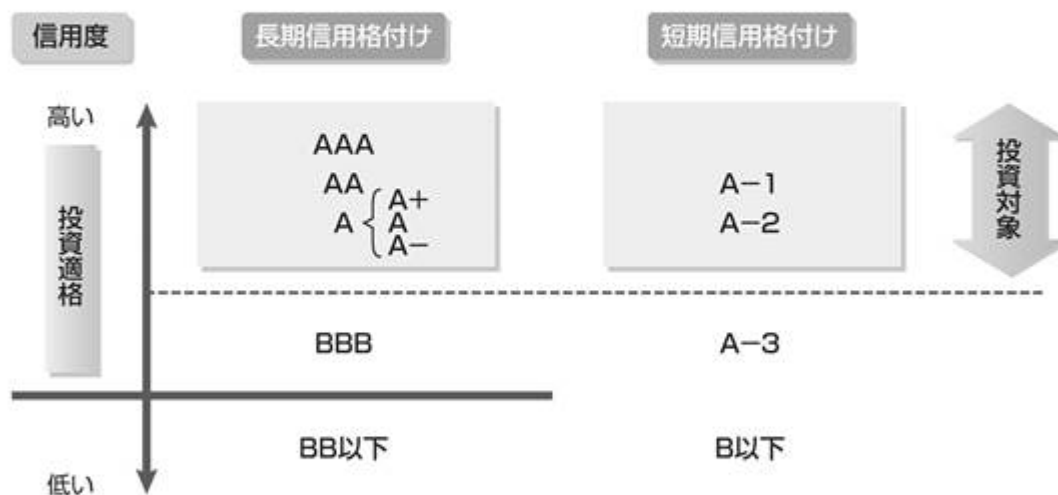 信用度
長期信用格付け
短期信用格付け
高い
投資適格
低い
AAA
AA
A
A+
A
A−
A−1
A−2
投資対象
BBB
A−3
BB以下
B以下